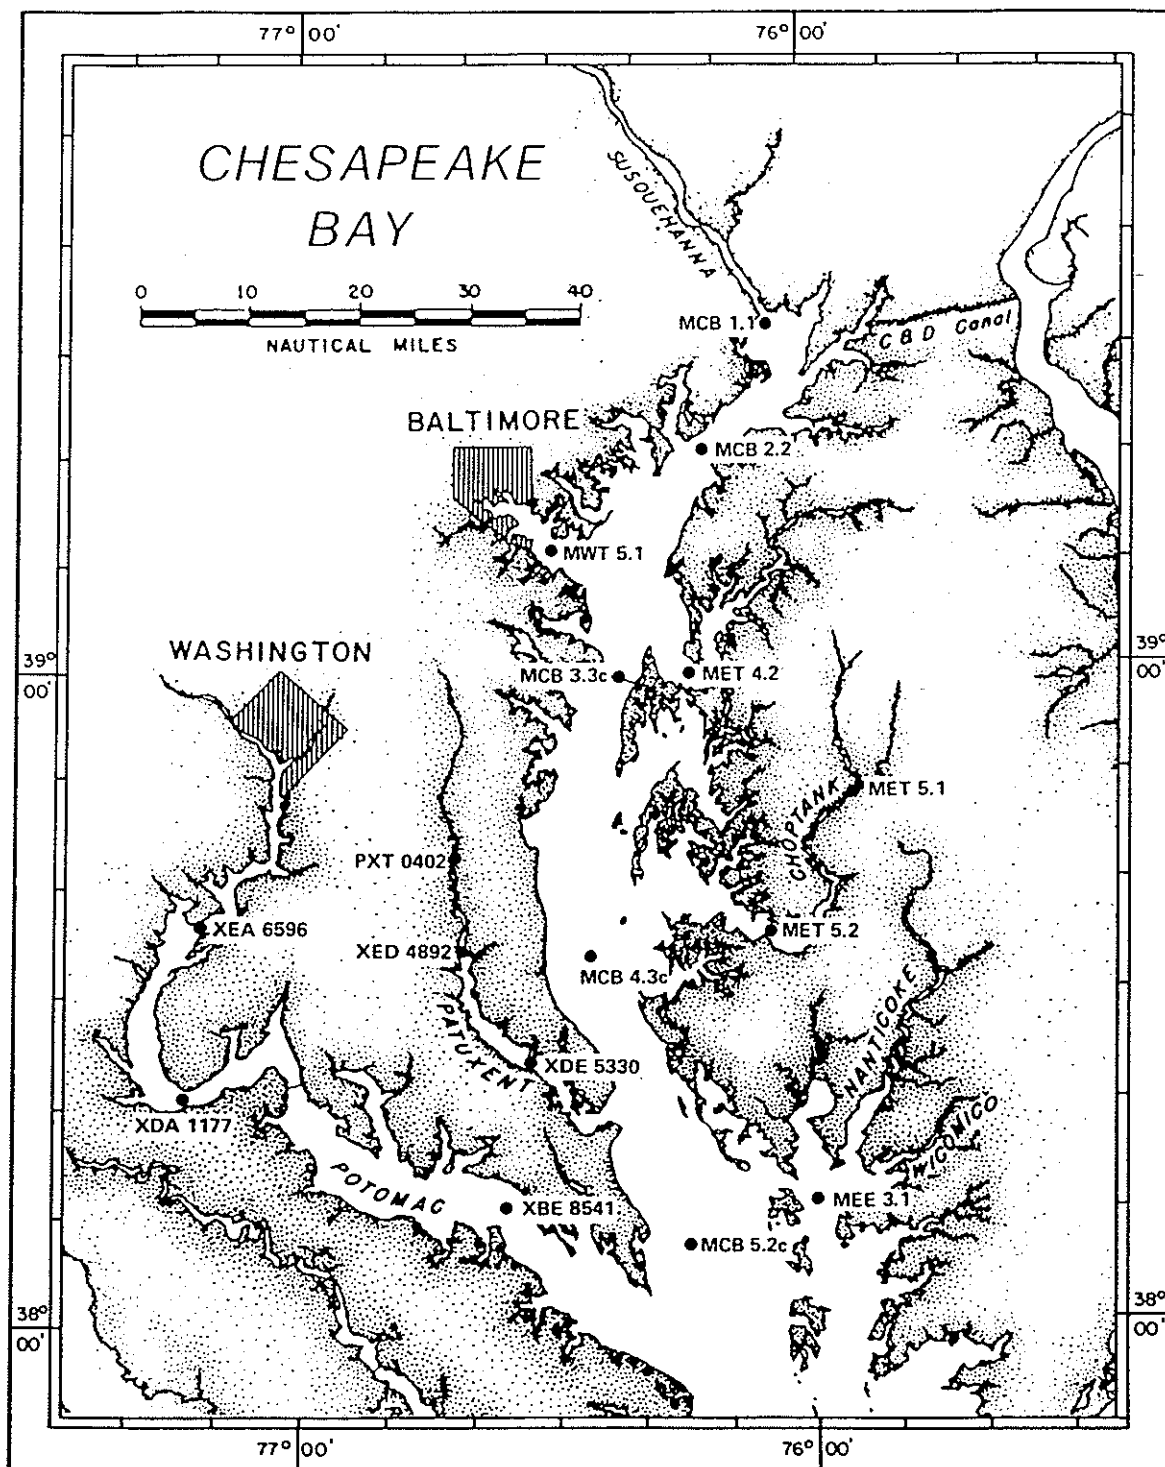 77° 00'
76° 00'
CHESAPEAKE
BAY
0 10 20 30 40
NAUTICAL MILES
SUSQUEHANNA
MCB 1.1
C B D Canal
BALTIMORE
MCB 2.2
MWT 5.1
WASHINGTON
39°
00'
39°
00'
MCB 3.3c
MET 4.2
MET 5.1
CHOPTANK
PXT 0402
XEA 6596
MET 5.2
XED 4892
MCB 4.3c
NANTICOKE
PATUXENT
XDE 5330
XDA 1177
WICOMICO
POTOMAC
XBE 8541
MEE 3.1
MCB 5.2c
38°
00'
38°
00'
77° 00'
76° 00'